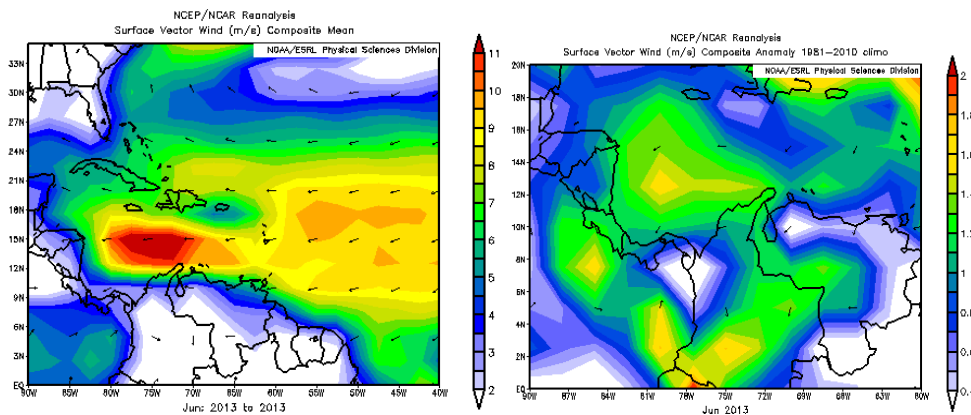 NCEP/NCAR Reanalysis
Surface Vector Wind (m/s) Composite Mean
NOAA/ESRL Physical Sciences Division
33N
30N
27N
24N
21N
18N
15N
12N
9N
6N
3N
EQ
90W 85W 80W 75W 70W 65W 60W 55W 50W 45W 40W
Jun: 2013 to 2013
11
10
9
8
7
6
5
4
3
2
NCEP/NCAR Reanalysis
Surface Vector Wind (m/s) Composite Anomaly 1981-2010 climo
NOAA/ESRL Physical Sciences Division
20N
18N
16N
14N
12N
10N
8N
6N
4N
2N
EQ
90W 87W 84W 81W 78W 75W 72W 69W 66W 63W 60W
Jun 2013